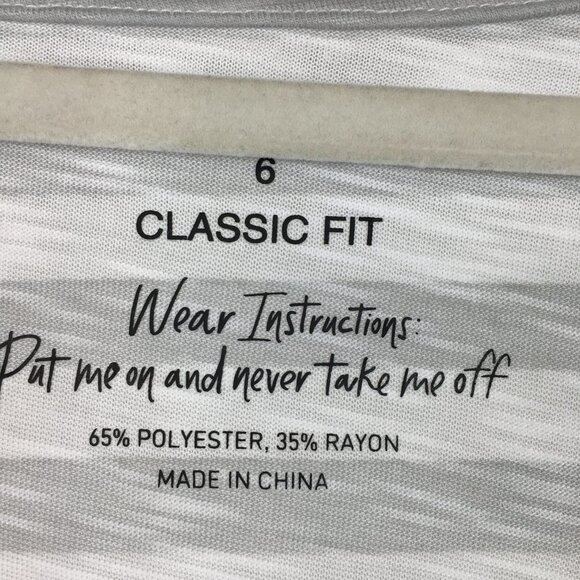 6
CLASSIC FIT
Wear Instructions:
Put me on and never take me off
65% POLYESTER, 35% RAYON
MADE IN CHINA